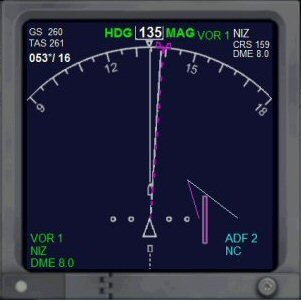 GS 260 HDG 135 MAG VOR 1 NIZ
TAS 261 CRS 159
053°/ 16 DME 8.0
12 15
9 18
VOR 1 ADF 2
NIZ NC
DME 8.0